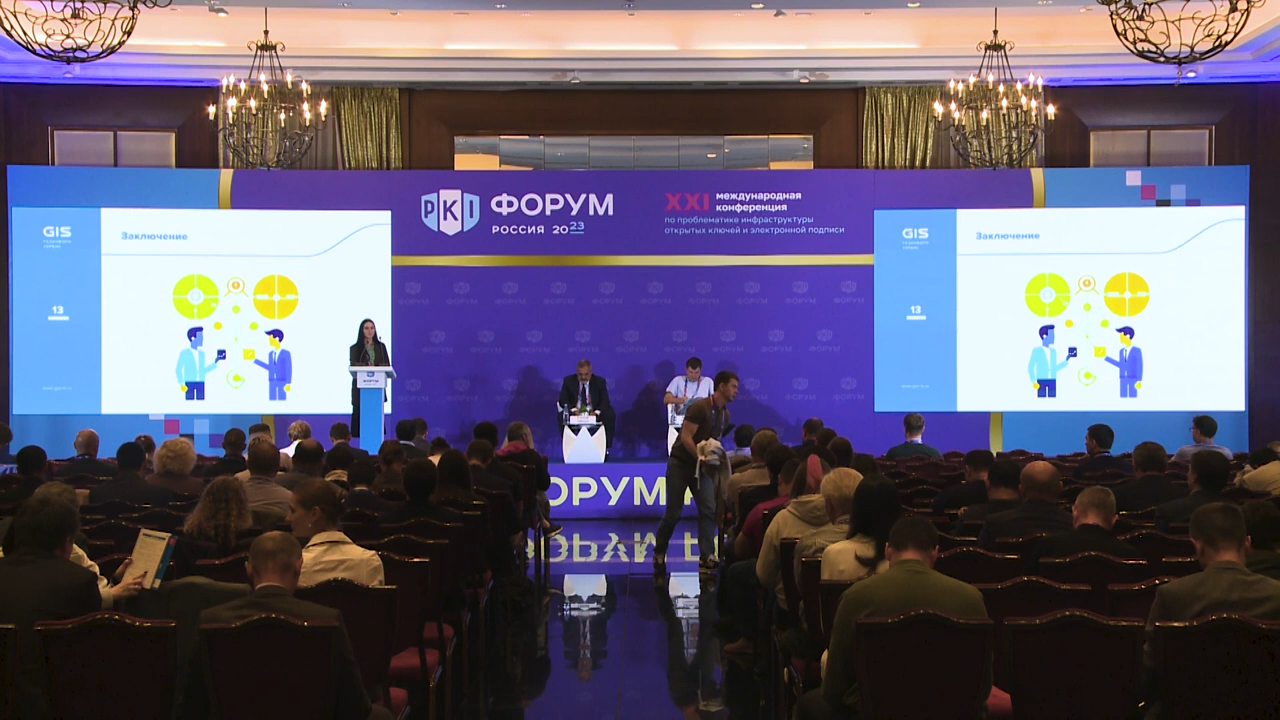 PKI ФОРУМ
РОССИЯ 2023
XXI международная
конференция
по проблематике инфраструктуры
открытых ключей и электронной подписи
GIS
Заключение
13
GIS
Заключение
13
ФОРУМ
ФОРУМ